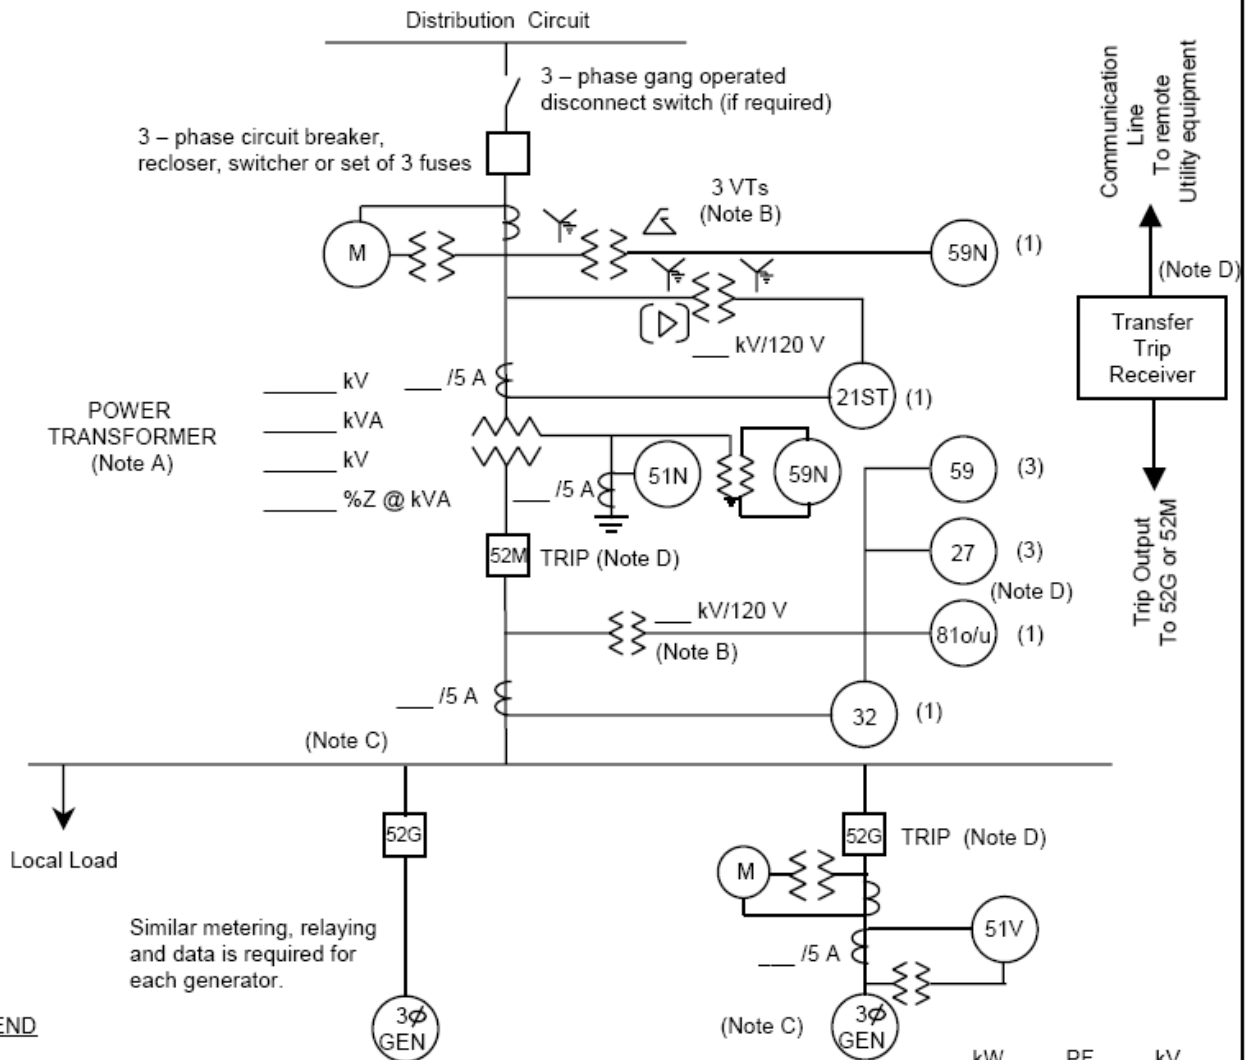 Distribution Circuit
3 – phase gang operated
disconnect switch (if required)
3 – phase circuit breaker,
recloser, switcher or set of 3 fuses
3 VTs
(Note B)
M
59N
(1)
Communication
Line
To remote
Utility equipment
(Note D)
Transfer
Trip
Receiver
Trip Output
To 52G or 52M
___ kV/120 V
21ST
(1)
POWER
TRANSFORMER
(Note A)
_____ kV
_____ kVA
_____ kV
_____ %Z @ kVA
___ /5 A
___ /5 A
51N
59N
59
(3)
27
(3)
(Note D)
81o/u
(1)
32
(1)
52M
TRIP (Note D)
___ kV/120 V
(Note B)
___ /5 A
(Note C)
Local Load
52G
Similar metering, relaying
and data is required for
each generator.
3ϕ
GEN
52G
TRIP (Note D)
M
51V
___ /5 A
(Note C)
3ϕ
GEN
END
kW
PF
kV